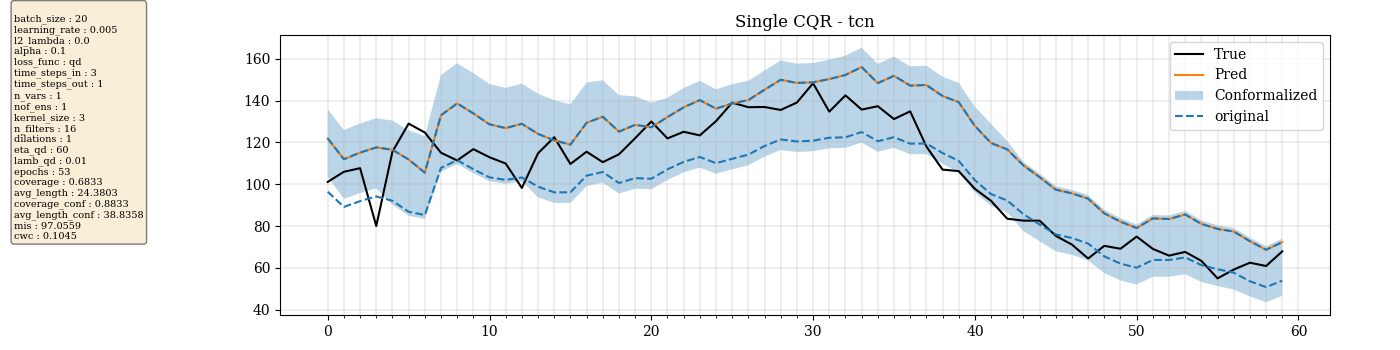 batch_size : 20
learning_rate : 0.005
l2_lambda : 0.0
alpha : 0.1
loss_func : qd
time_steps_in : 3
time_steps_out : 1
n_vars : 1
nof_ens : 1
kernel_size : 3
n_filters : 16
dilations : 1
eta_qd : 60
lamb_qd : 0.01
epochs : 53
coverage : 0.6833
avg_length : 24.3803
coverage_conf : 0.8833
avg_length_conf : 38.8358
mis : 97.0559
cwc : 0.1045
Single CQR - tcn
160
140
120
100
80
60
40
0 10 20 30 40 50 60
True
Pred
Conformalized
original